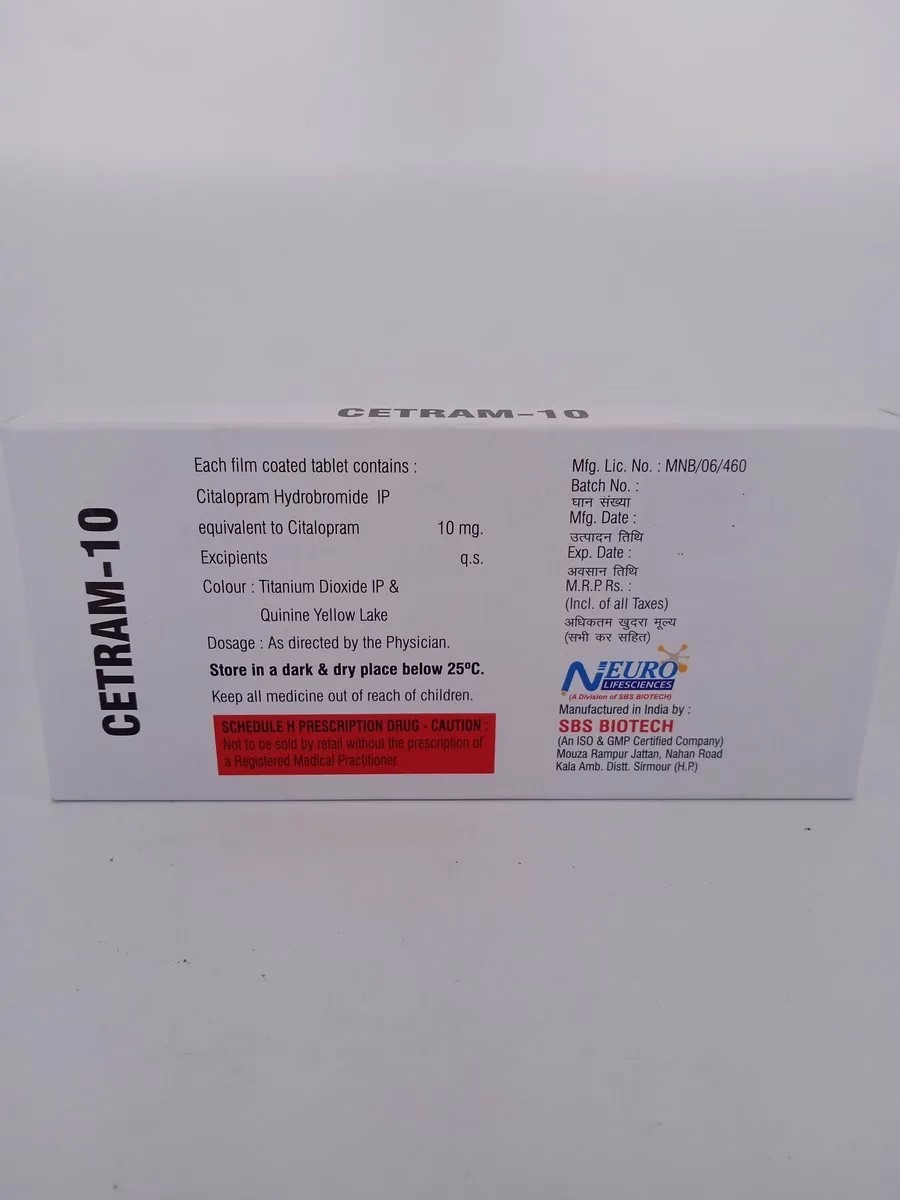 CETRAM-10
CETRAM-10
Each film coated tablet contains :
Citalopram Hydrobromide IP
equivalent to Citalopram 10 mg.
Excipients q.s.
Colour : Titanium Dioxide IP &
Quinine Yellow Lake
Dosage : As directed by the Physician.
Store in a dark & dry place below 25ºC.
Keep all medicine out of reach of children.
SCHEDULE H PRESCRIPTION DRUG - CAUTION :
Not to be sold by retail without the prescription of
a Registered Medical Practitioner.
Mfg. Lic. No. : MNB/06/460
Batch No. :
घान संख्या
Mfg. Date :
उत्पादन तिथि
Exp. Date :
अवसान तिथि
M.R.P. Rs. :
(Incl. of all Taxes)
अधिकतम खुदरा मूल्य
(सभी कर सहित)
NEURO
LIFESCIENCES
(A Division of SBS BIOTECH)
Manufactured in India by :
SBS BIOTECH
(An ISO & GMP Certified Company)
Mouza Rampur Jattan, Nahan Road
Kala Amb. Distt. Sirmour (H.P.)